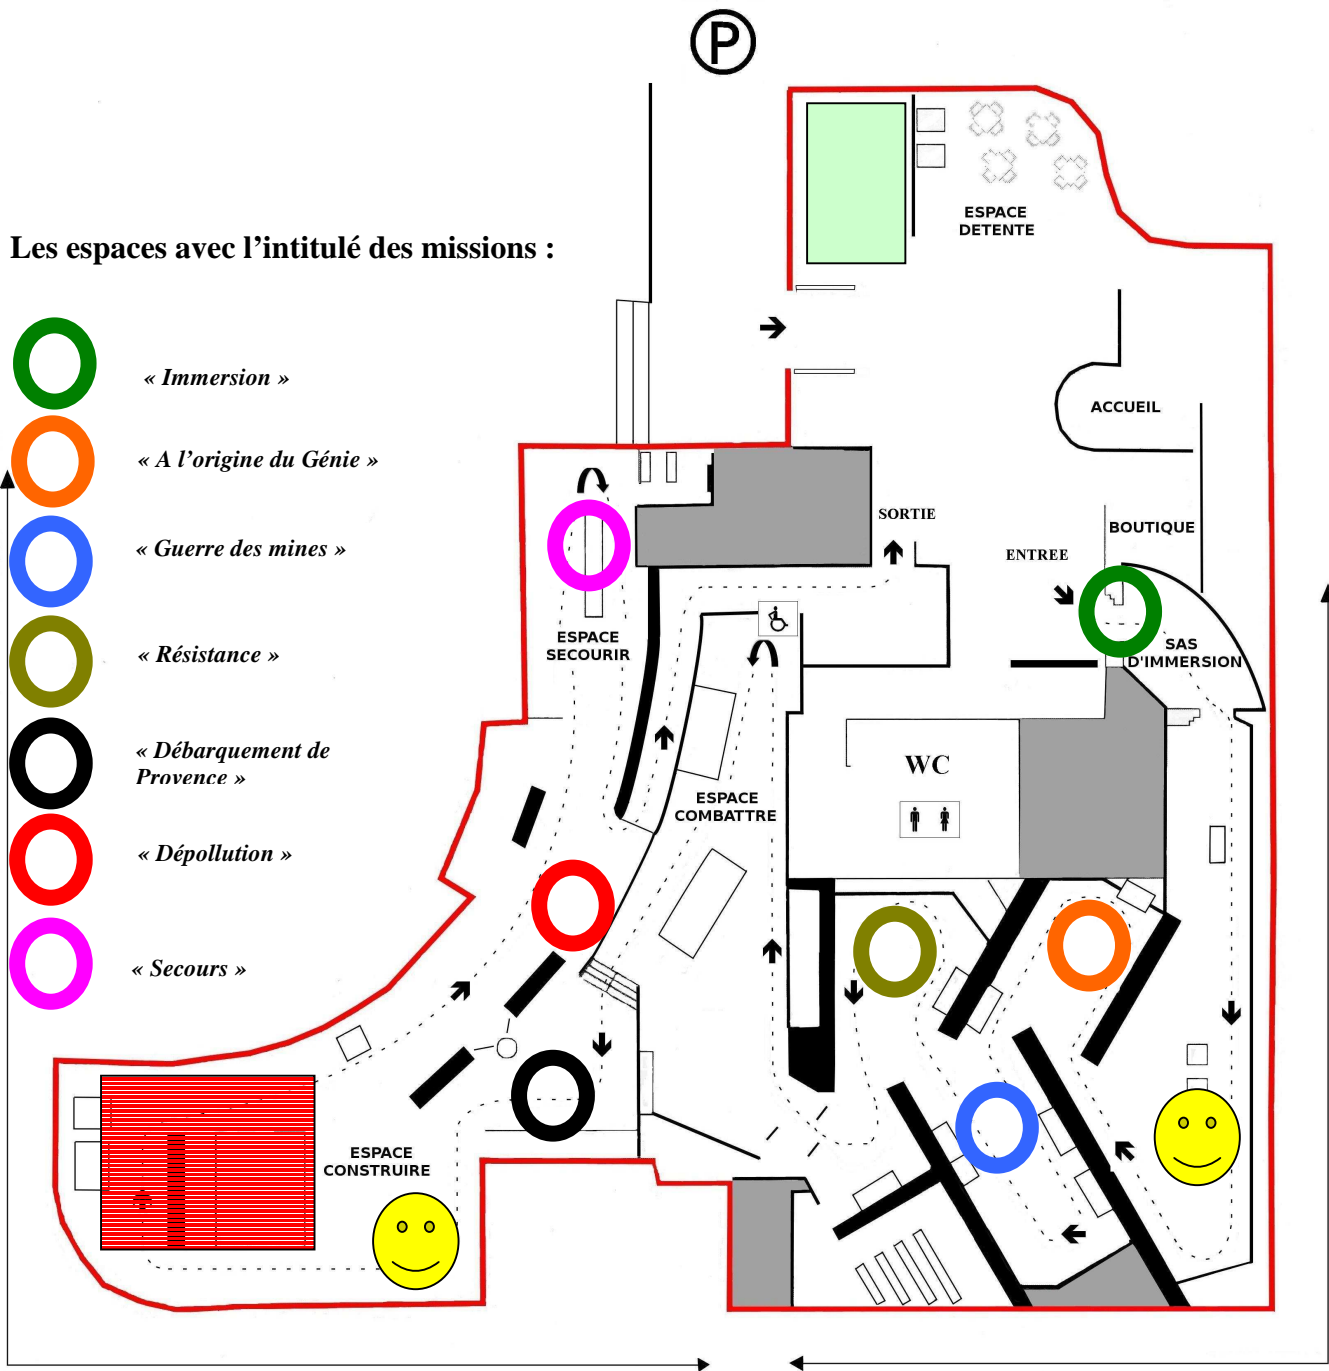 P
ESPACE
DETENTE
Les espaces avec l’intitulé des missions :
« Immersion »
« A l’origine du Génie »
« Guerre des mines »
« Résistance »
« Débarquement de
Provence »
« Dépollution »
« Secours »
ACCUEIL
SORTIE
BOUTIQUE
ENTREE
ESPACE
SECOURIR
SAS
D'IMMERSION
WC
ESPACE
COMBATTRE
ESPACE
CONSTRUIRE